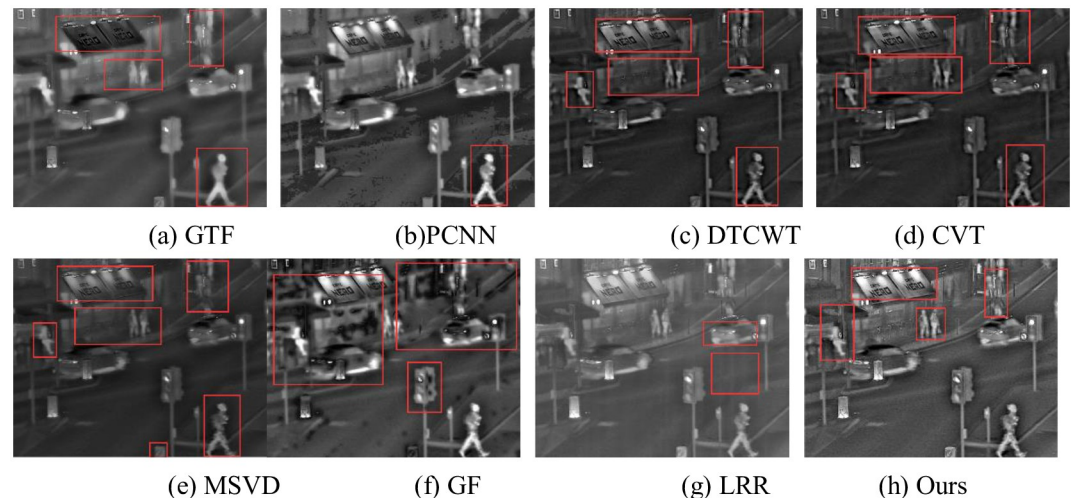 (a) GTF
(b)PCNN
(c) DTCWT
(d) CVT
(e) MSVD
(f) GF
(g) LRR
(h) Ours